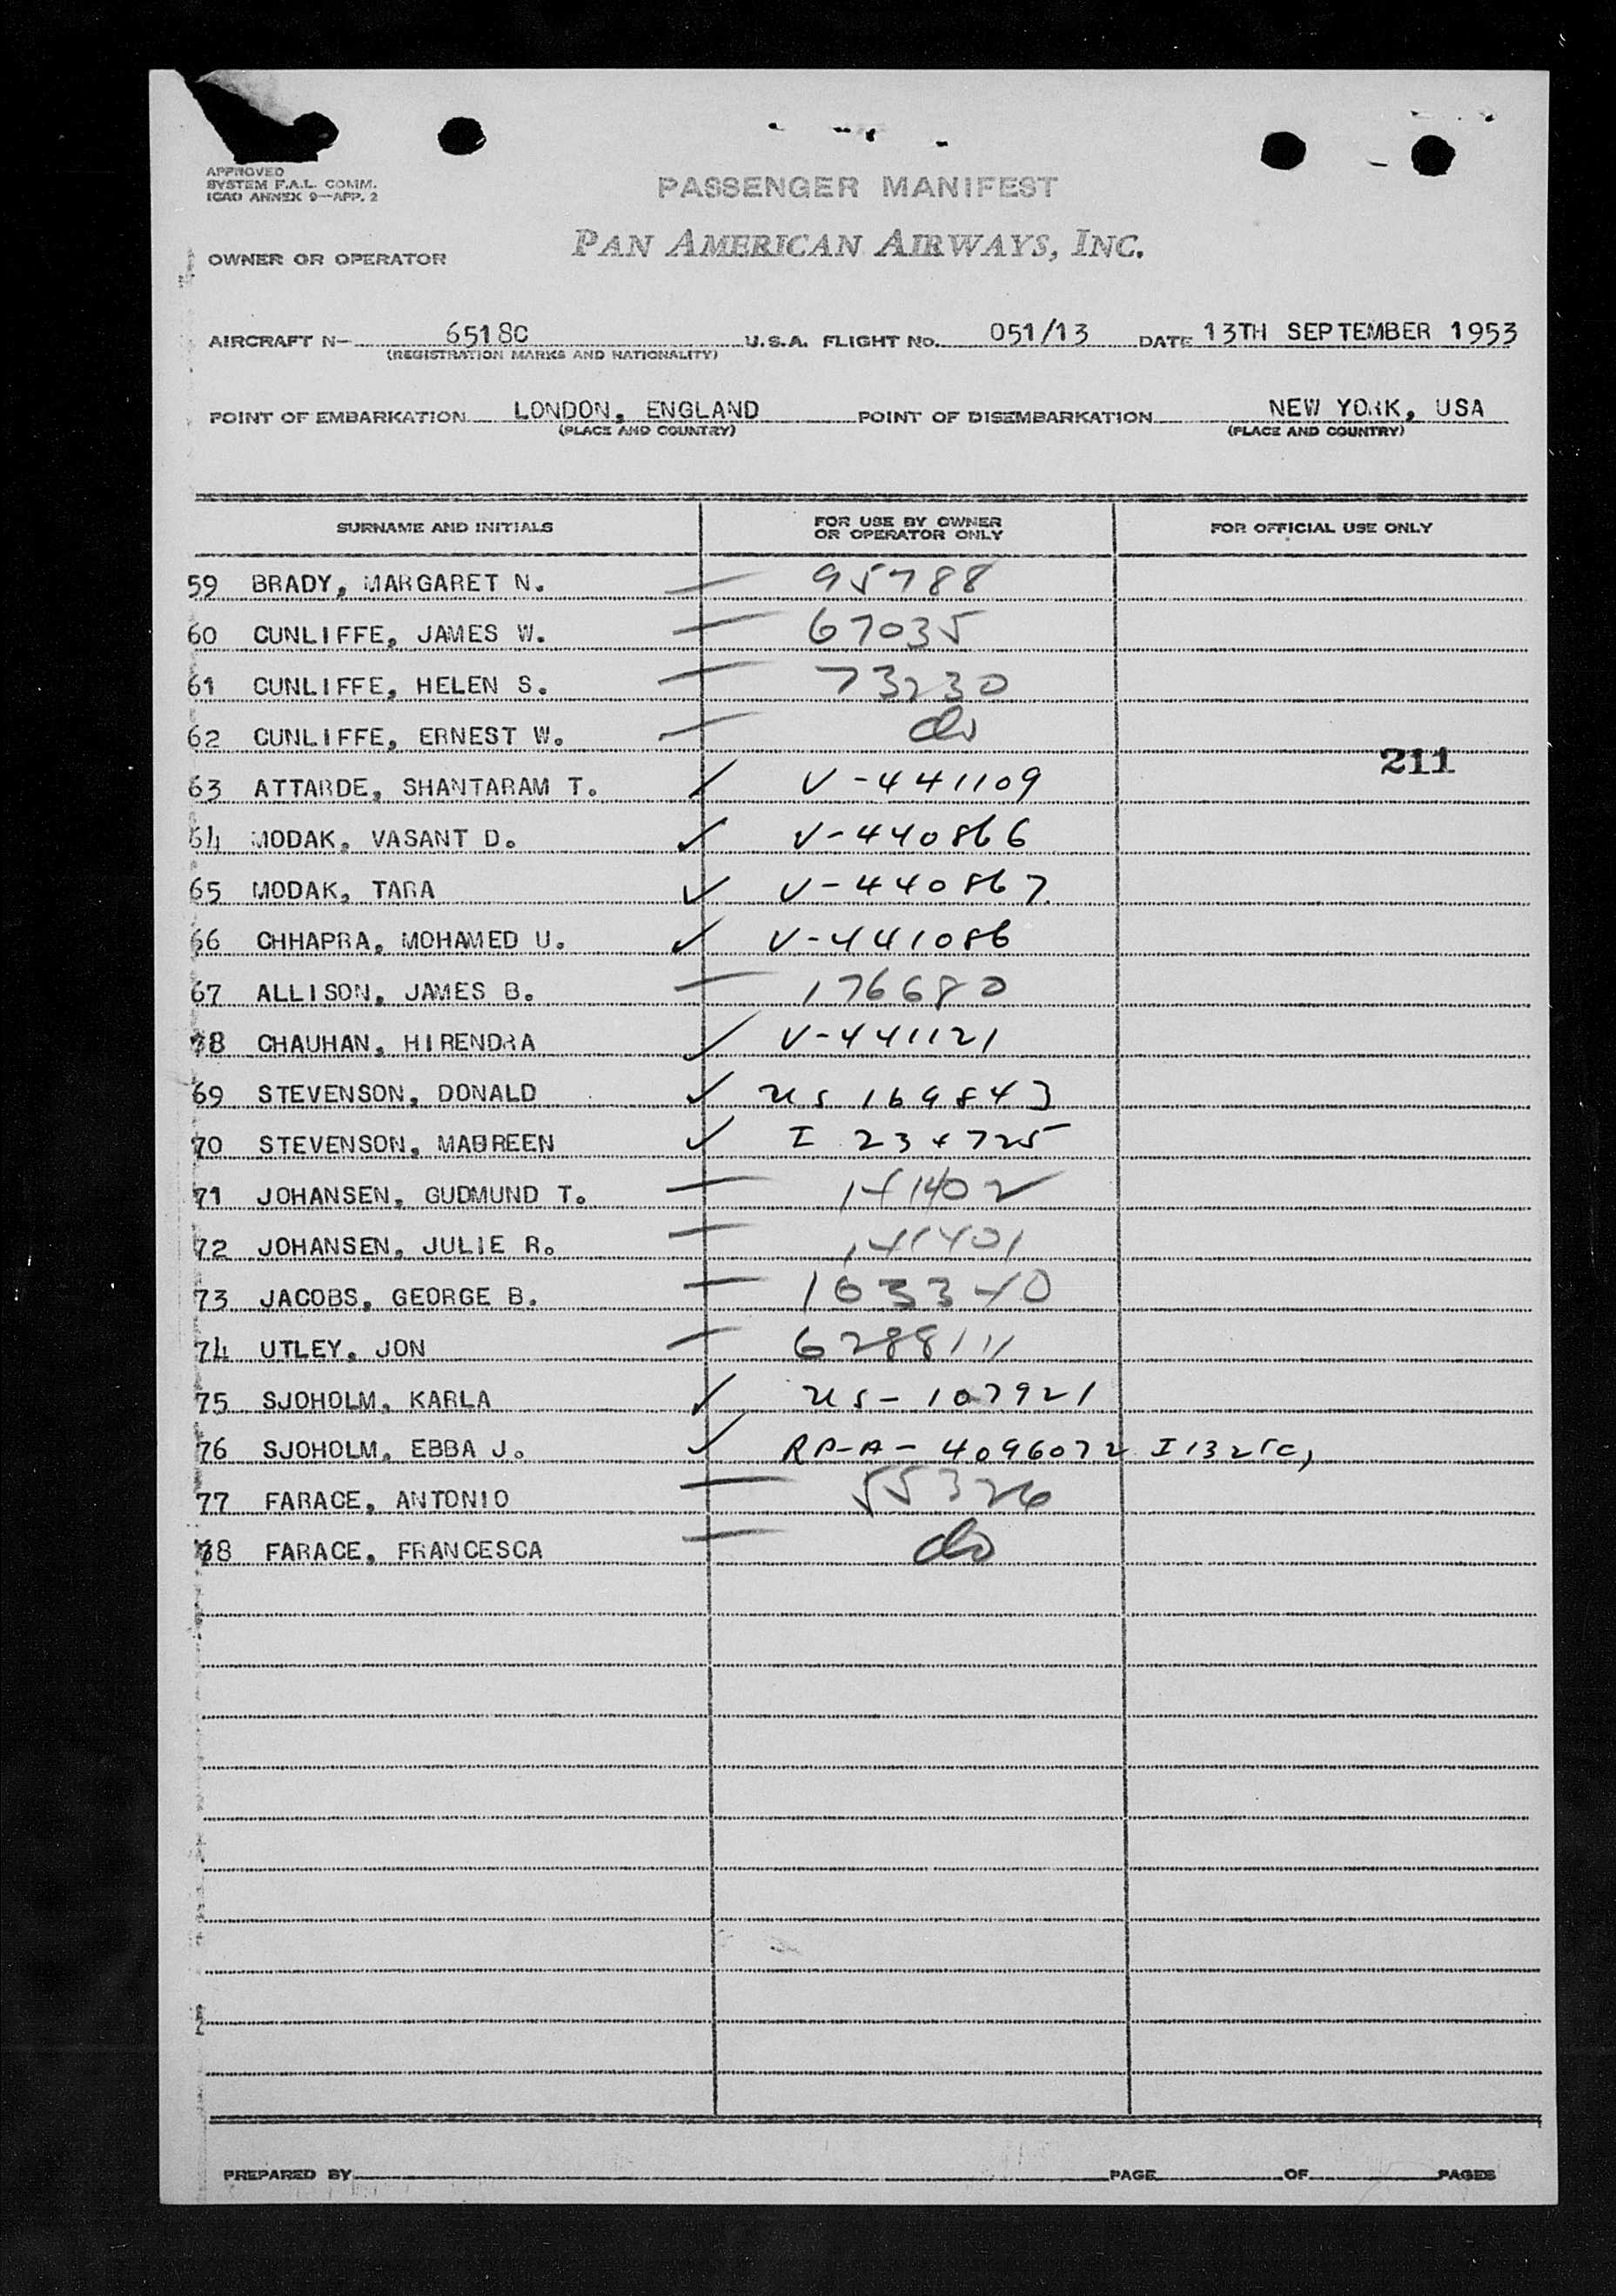 APPROVED
SYSTEM F.A.L. COMM.
ICAO ANNEX 9—APP. 2
PASSENGER MANIFEST
OWNER OR OPERATOR PAN AMERICAN AIRWAYS, INC.
AIRCRAFT N- 6518C U.S.A. FLIGHT No. 051/13 DATE 13TH SEPTEMBER 1953
(REGISTRATION MARKS AND NATIONALITY)
POINT OF EMBARKATION LONDON, ENGLAND POINT OF DISEMBARKATION NEW YORK, USA
(PLACE AND COUNTRY) (PLACE AND COUNTRY)
SURNAME AND INITIALS FOR USE BY OWNER OR OPERATOR ONLY FOR OFFICIAL USE ONLY
59 BRADY, MARGARET N. — 95788
60 CUNLIFFE, JAMES W. — 67035
61 CUNLIFFE, HELEN S. — 73230
62 CUNLIFFE, ERNEST W. — do
211
63 ATTARDE, SHANTARAM T. ✓ V-441109
64 MODAK, VASANT D. ✓ V-440866
65 MODAK, TARA ✓ V-440867
66 CHHAPRA, MOHAMED U. ✓ V-441086
67 ALLISON, JAMES B. — 176680
68 CHAUHAN, HIRENDRA ✓ V-441121
69 STEVENSON, DONALD ✓ US 169843
70 STEVENSON, MAUREEN ✓ I 234725
71 JOHANSEN, GUDMUND T. — 141402
72 JOHANSEN, JULIE R. — 141401
73 JACOBS, GEORGE B. — 163340
74 UTLEY, JON —
75 SJOHOLM, KARLA ✓ US-107921
76 SJOHOLM, EBBA J. ✓ RP-A-4096072 I132(c)
77 FARACE, ANTONIO — 55326
78 FARACE, FRANCESCA — do
PREPARED BY PAGE OF PAGES